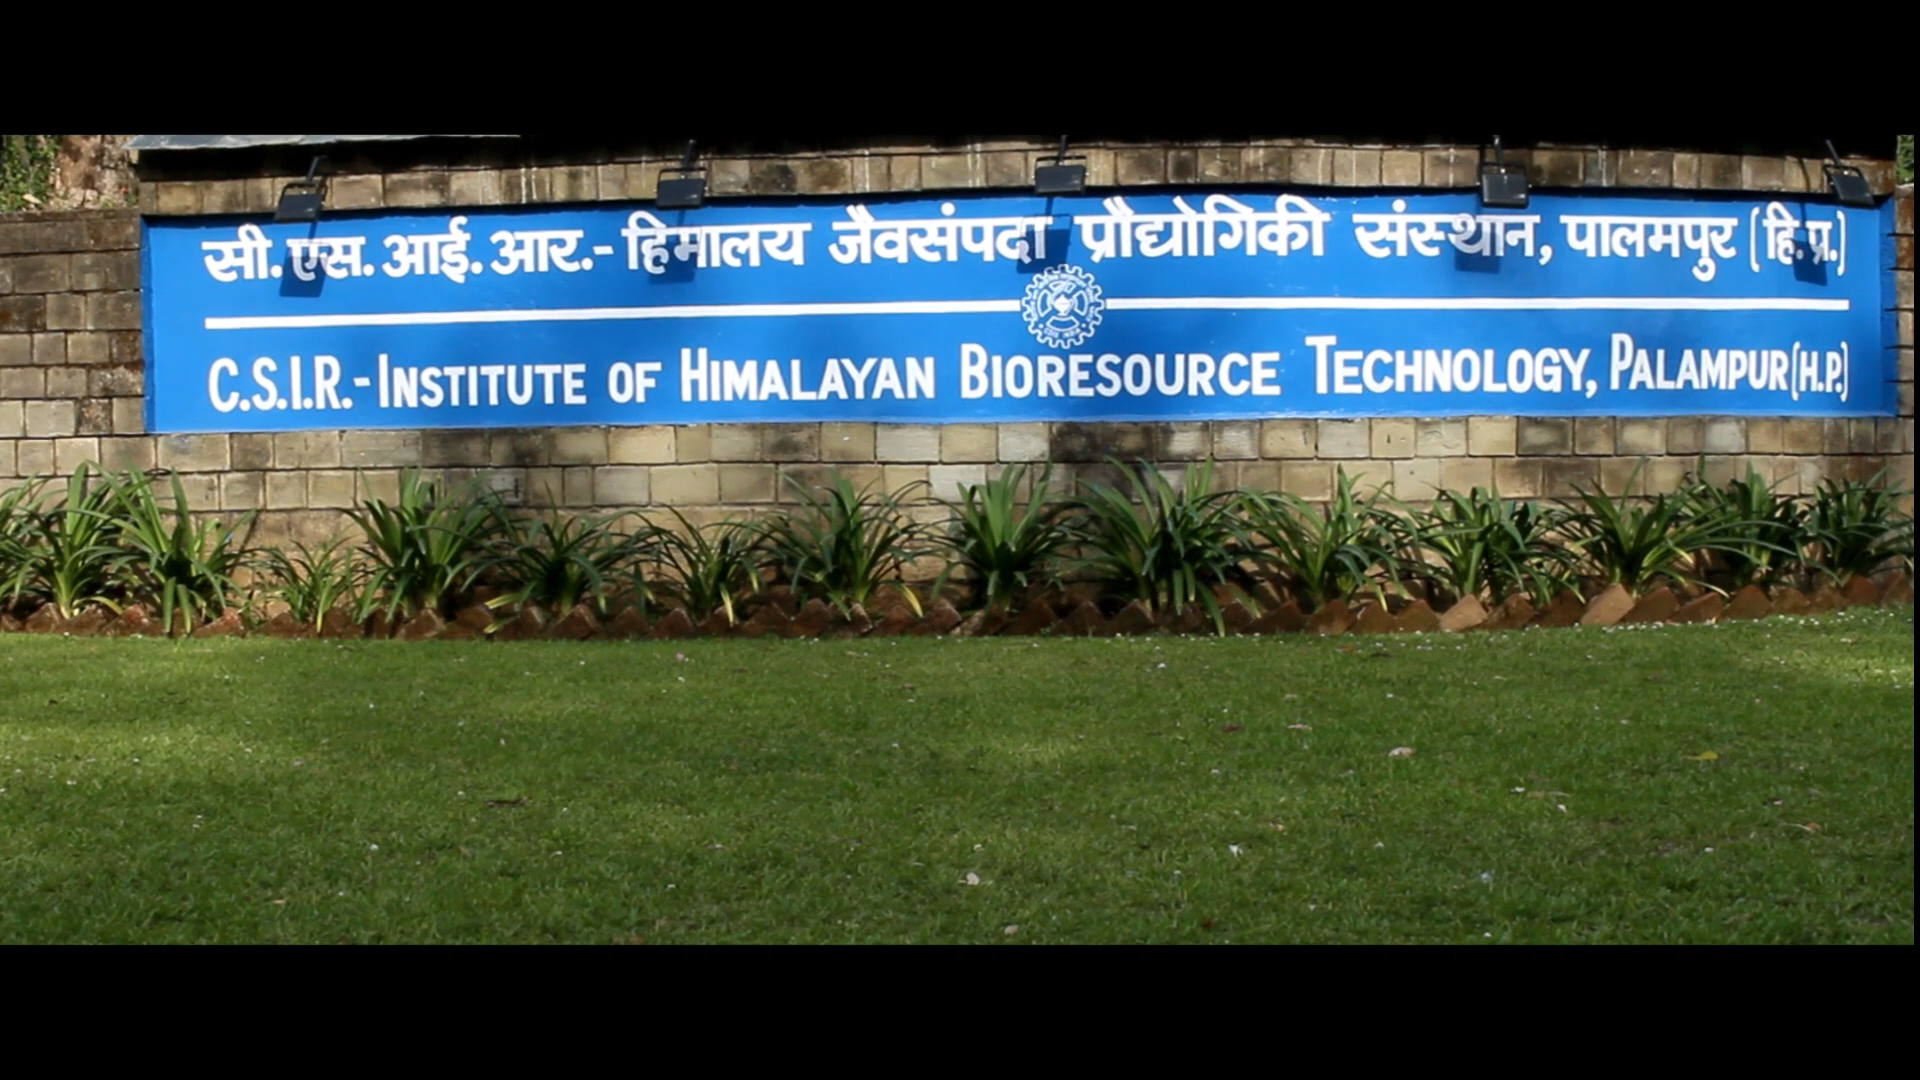 सी.एस.आई.आर.- हिमालय जैवसंपदा प्रौद्योगिकी संस्थान, पालमपुर (हि.प्र.)
C.S.I.R.- INSTITUTE OF HIMALAYAN BIORESOURCE TECHNOLOGY, PALAMPUR (H.P.)